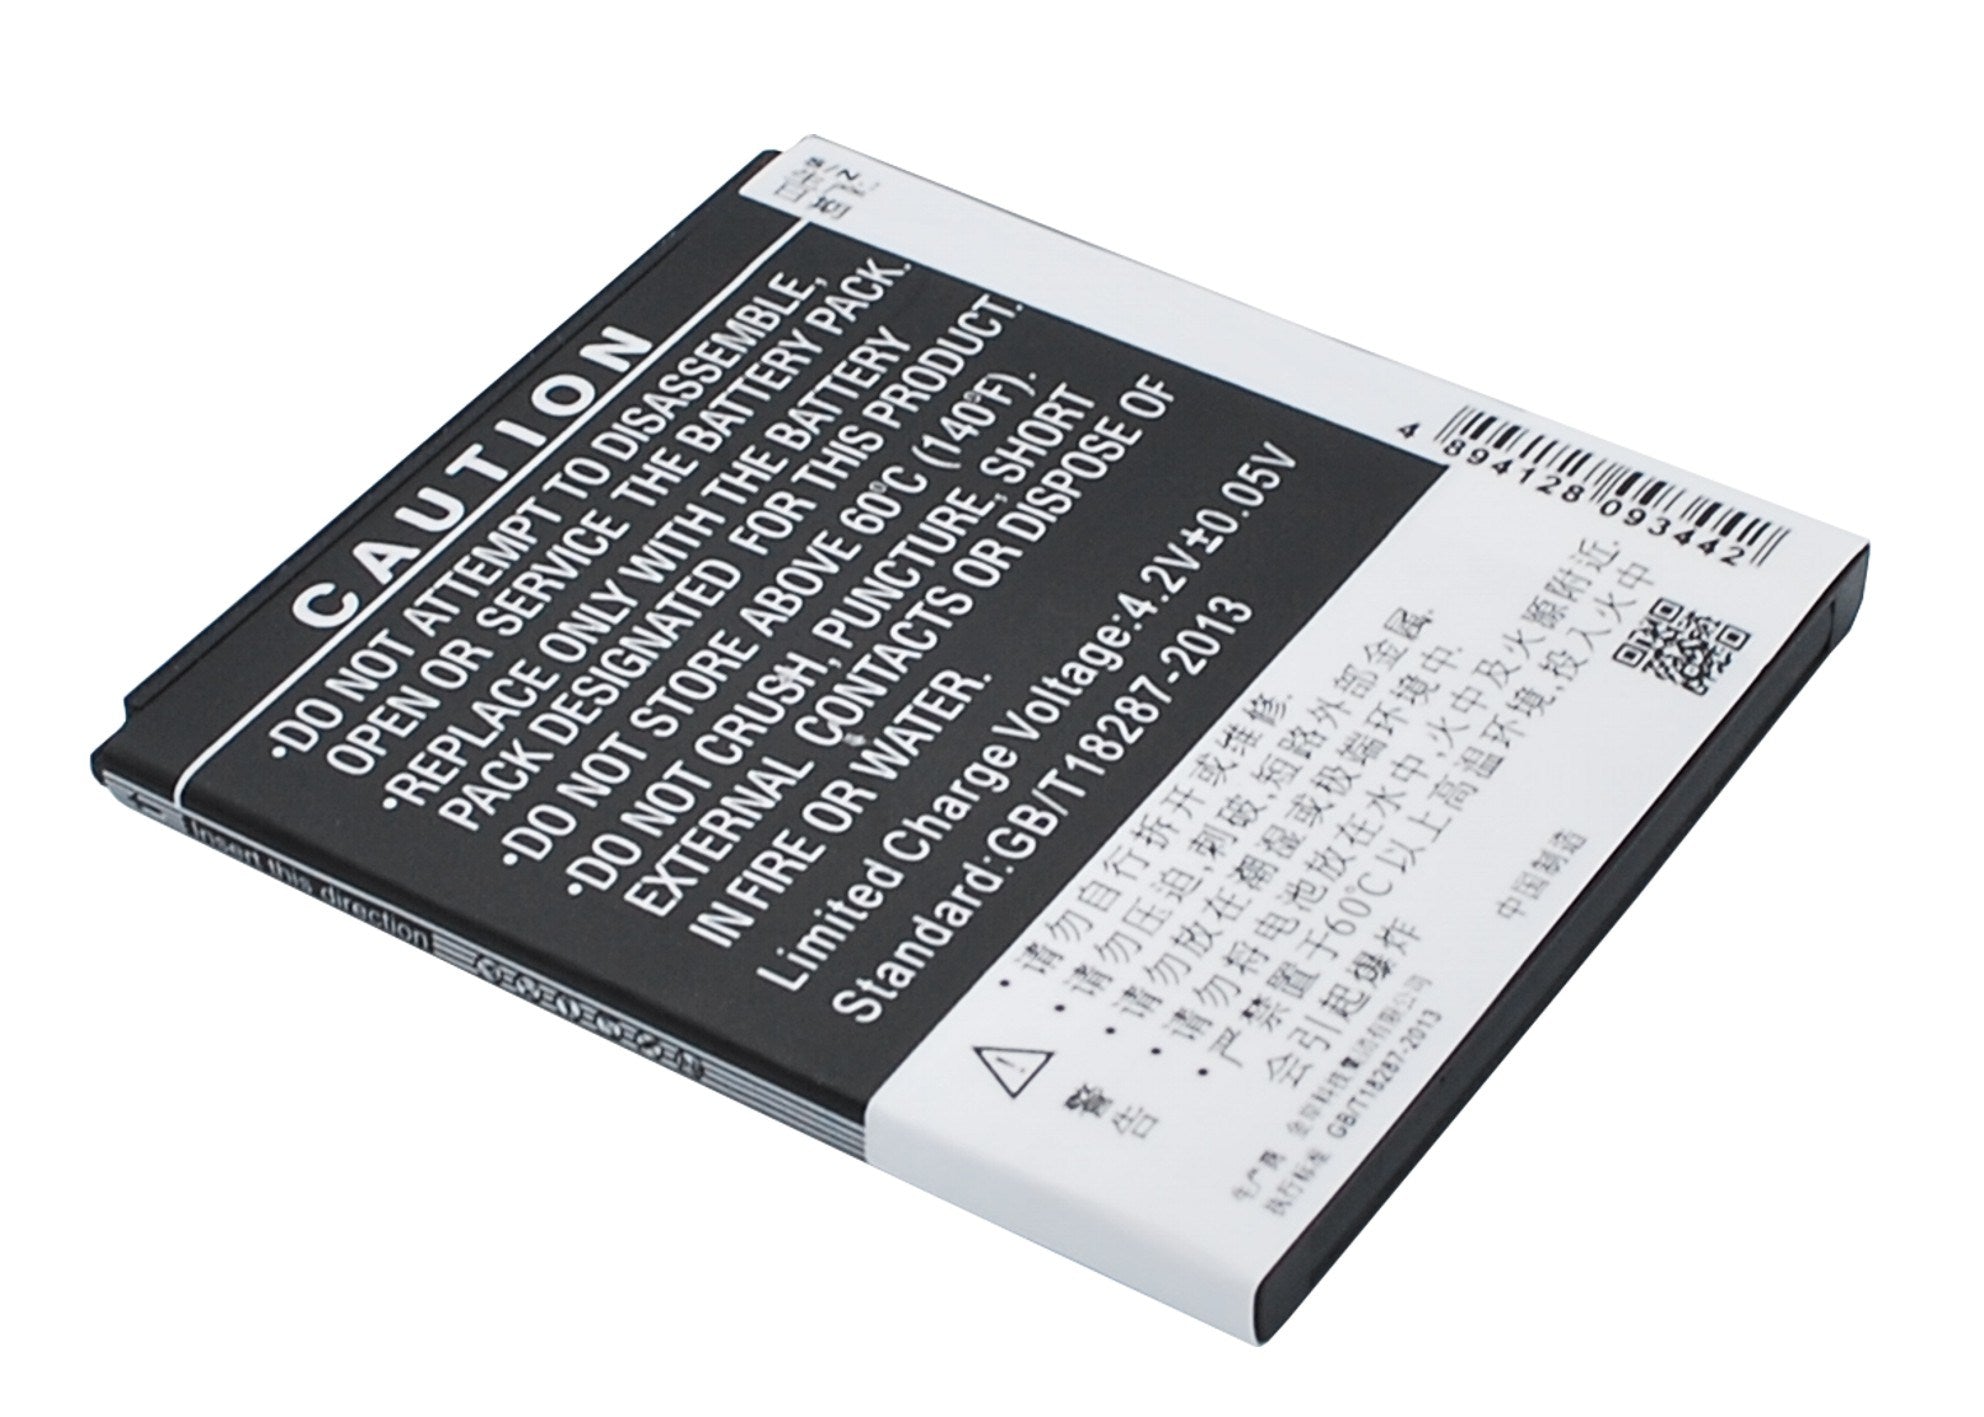 S/N:
CAUTION
•DO NOT ATTEMPT TO DISASSEMBLE,
OPEN OR SERVICE THE BATTERY PACK.
•REPLACE ONLY WITH THE BATTERY
PACK DESIGNATED FOR THIS PRODUCT.
•DO NOT STORE ABOVE 60°C (140°F).
•DO NOT CRUSH, PUNCTURE, SHORT
EXTERNAL CONTACTS OR DISPOSE OF
IN FIRE OR WATER.
Limited Charge Voltage:4.2V±0.05V
Standard:GB/T18287-2013
4 894128 093442
警告
•请勿自行拆开或维修.
•请勿压迫,刺破,短路外部金属.
•请勿放在潮湿或极端环境中.
•请勿将电池放在水中,火中及火源附近.
•严禁置于60℃以上高温环境,投入火中
会引起爆炸
中国制造
生产商
执行标准 GB/T18287-2013
Insert this direction